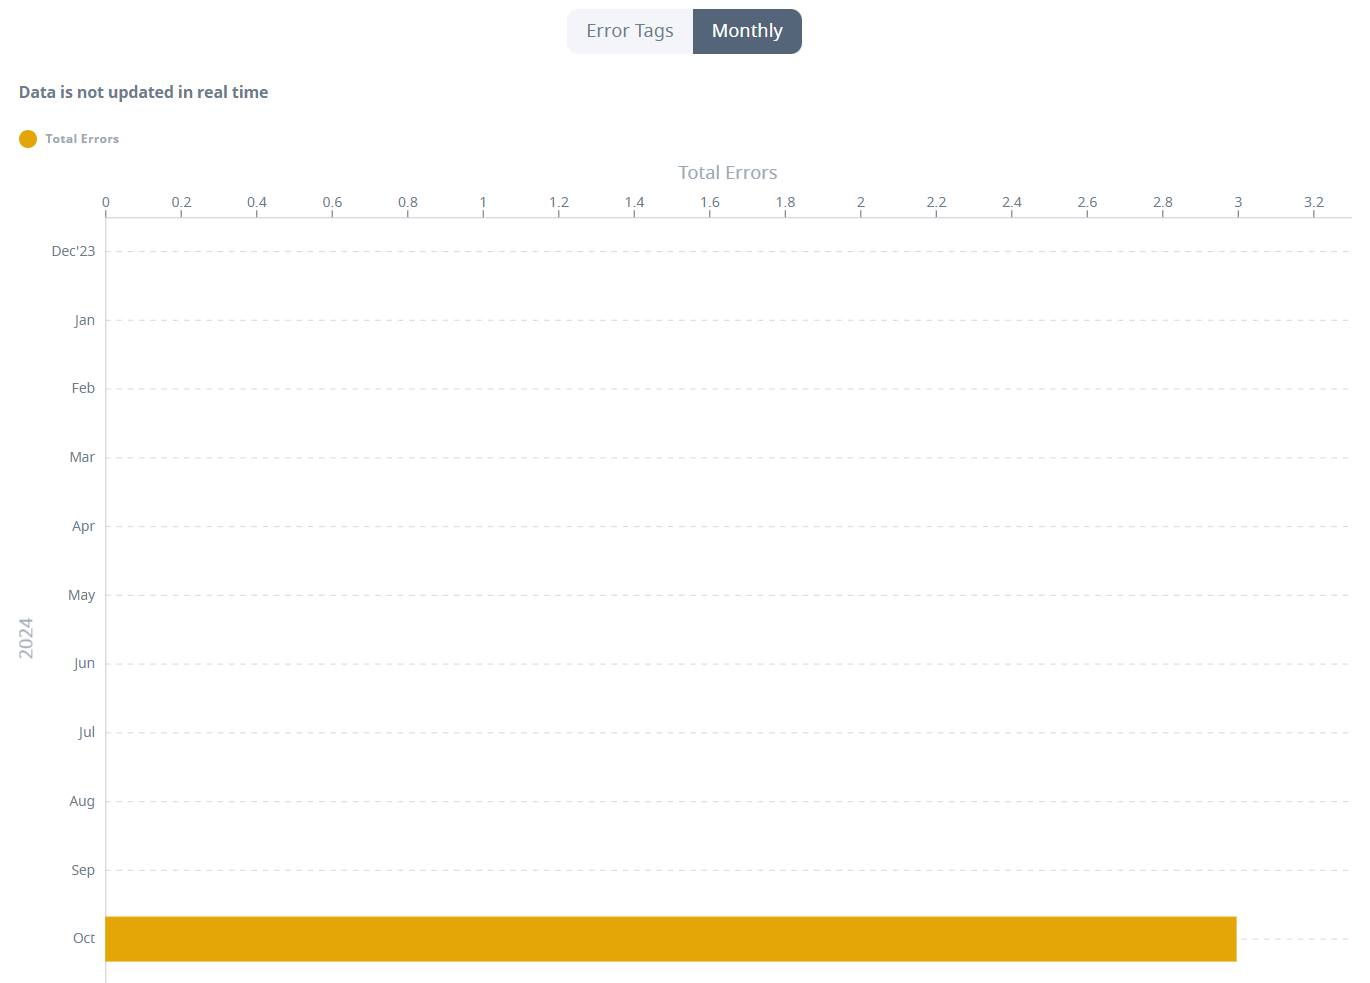 Error Tags Monthly
Data is not updated in real time
Total Errors
Total Errors
0 0.2 0.4 0.6 0.8 1 1.2 1.4 1.6 1.8 2 2.2 2.4 2.6 2.8 3 3.2
Dec'23
Jan
Feb
Mar
Apr
May
2024
Jun
Jul
Aug
Sep
Oct